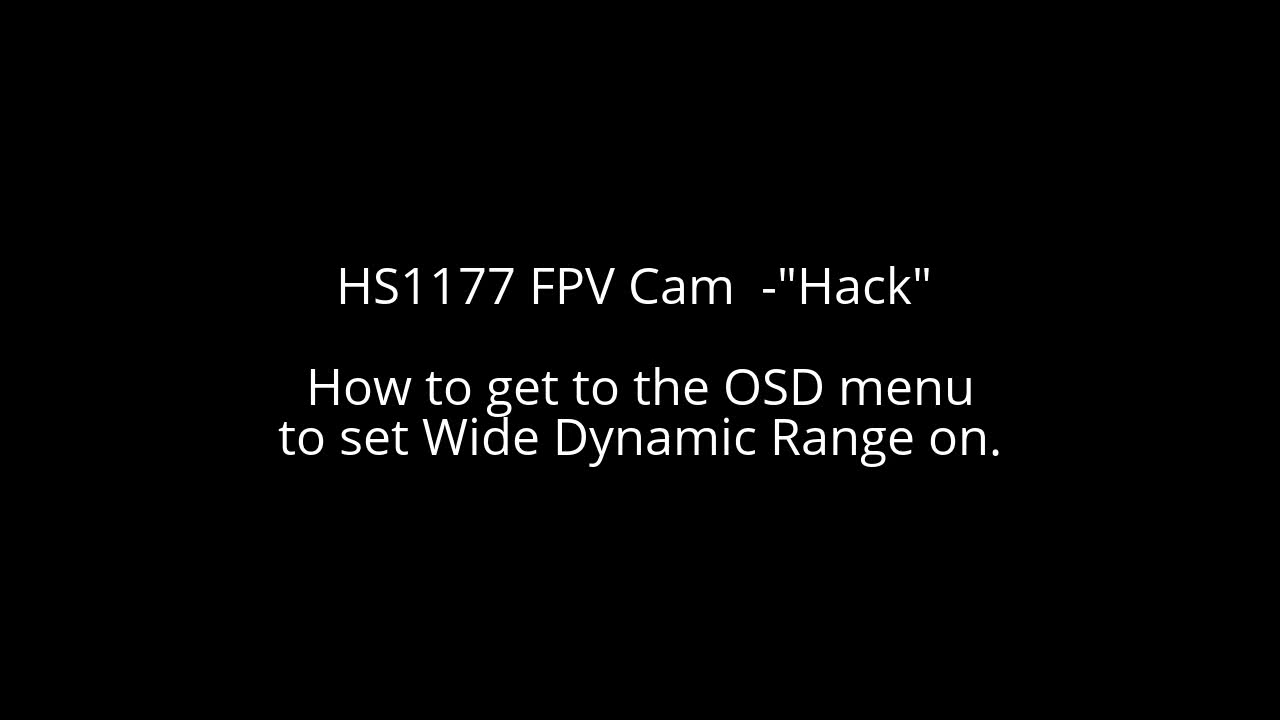 HS1177 FPV Cam  -"Hack"
How to get to the OSD menu
to set Wide Dynamic Range on.